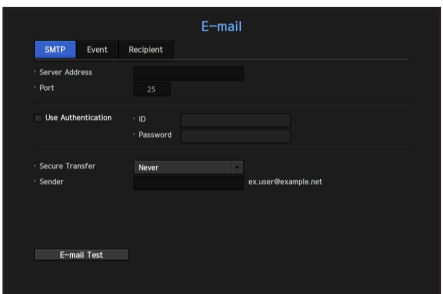 E-mail
SMTP Event Recipient
Server Address
Port 25
Use Authentication ID
Password
Secure Transfer Never
Sender ex.user@example.net
E-mail Test